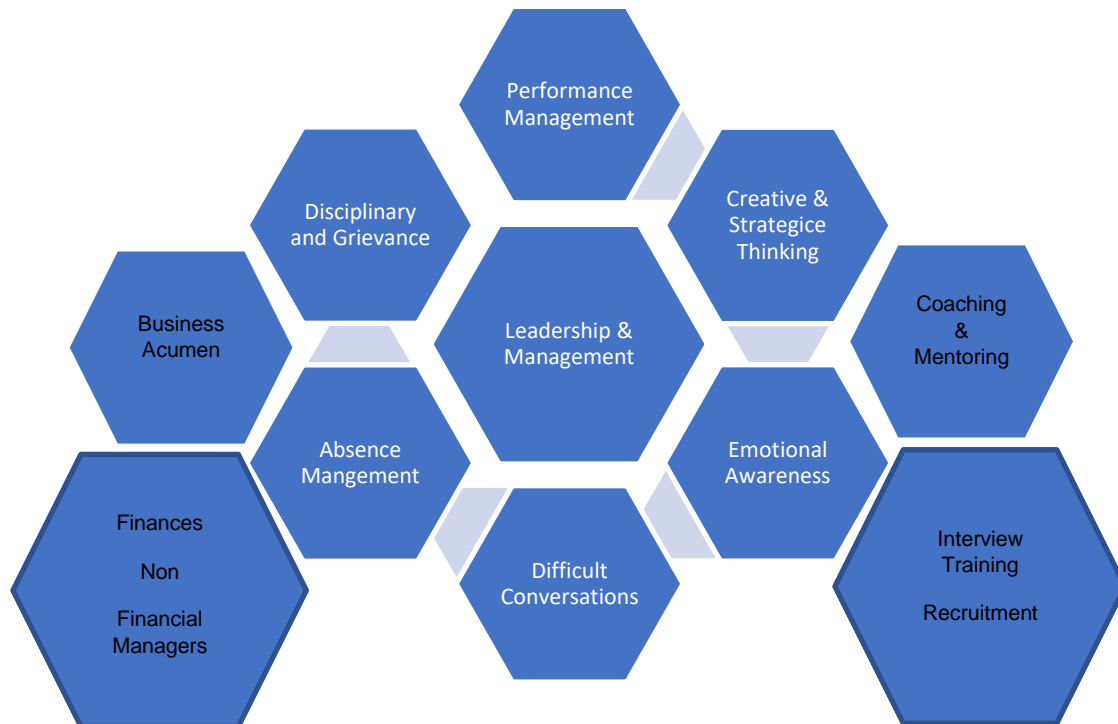 Performance
Management
Disciplinary
and Grievance
Creative &
Strategice
Thinking
Business
Acumen
Leadership &
Management
Coaching
&
Mentoring
Absence
Mangement
Emotional
Awareness
Finances
Non
Financial
Managers
Difficult
Conversations
Interview
Training
Recruitment